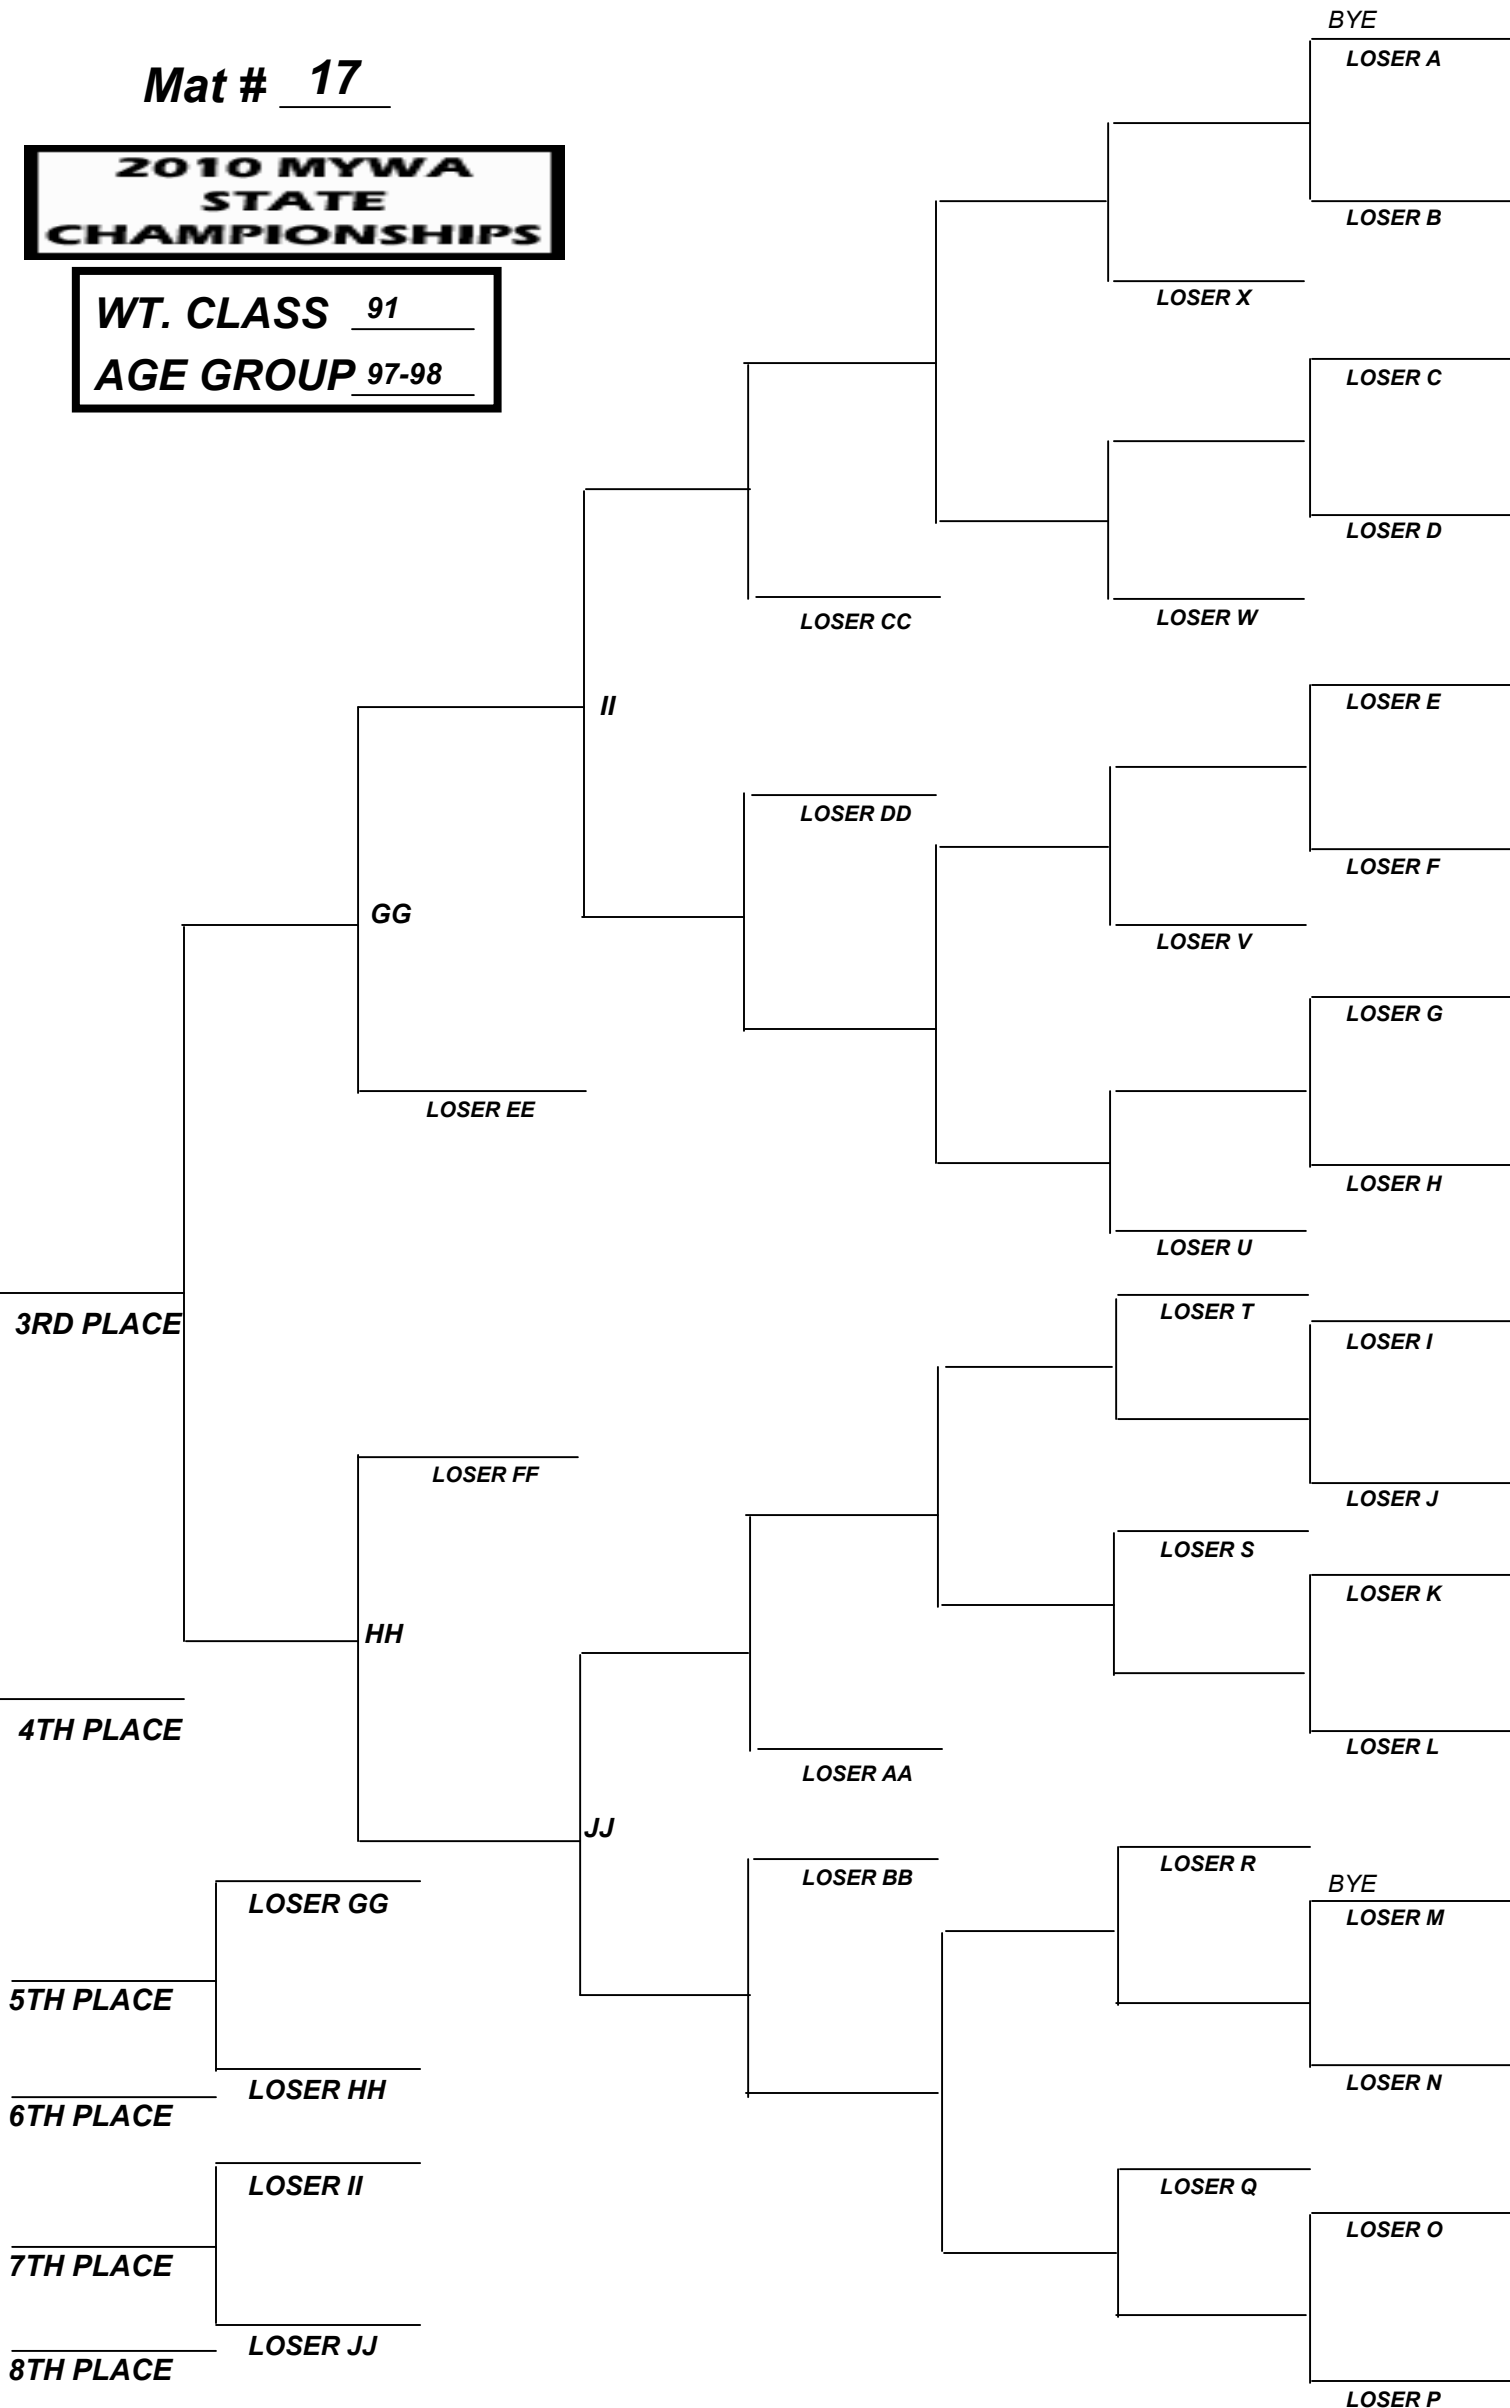 BYE
LOSER A
Mat # 17
2010 MYWA
STATE
CHAMPIONSHIPS
LOSER B
WT. CLASS 91
LOSER X
AGE GROUP 97-98
LOSER C
LOSER D
LOSER CC
LOSER W
II
LOSER E
LOSER DD
LOSER F
GG
LOSER V
LOSER G
LOSER EE
LOSER H
LOSER U
LOSER T
3RD PLACE
LOSER I
LOSER FF
LOSER J
LOSER S
LOSER K
HH
4TH PLACE
LOSER L
LOSER AA
JJ
LOSER R
LOSER BB
BYE
LOSER GG
LOSER M
5TH PLACE
LOSER HH
LOSER N
6TH PLACE
LOSER II
LOSER Q
LOSER O
7TH PLACE
LOSER JJ
8TH PLACE
LOSER P